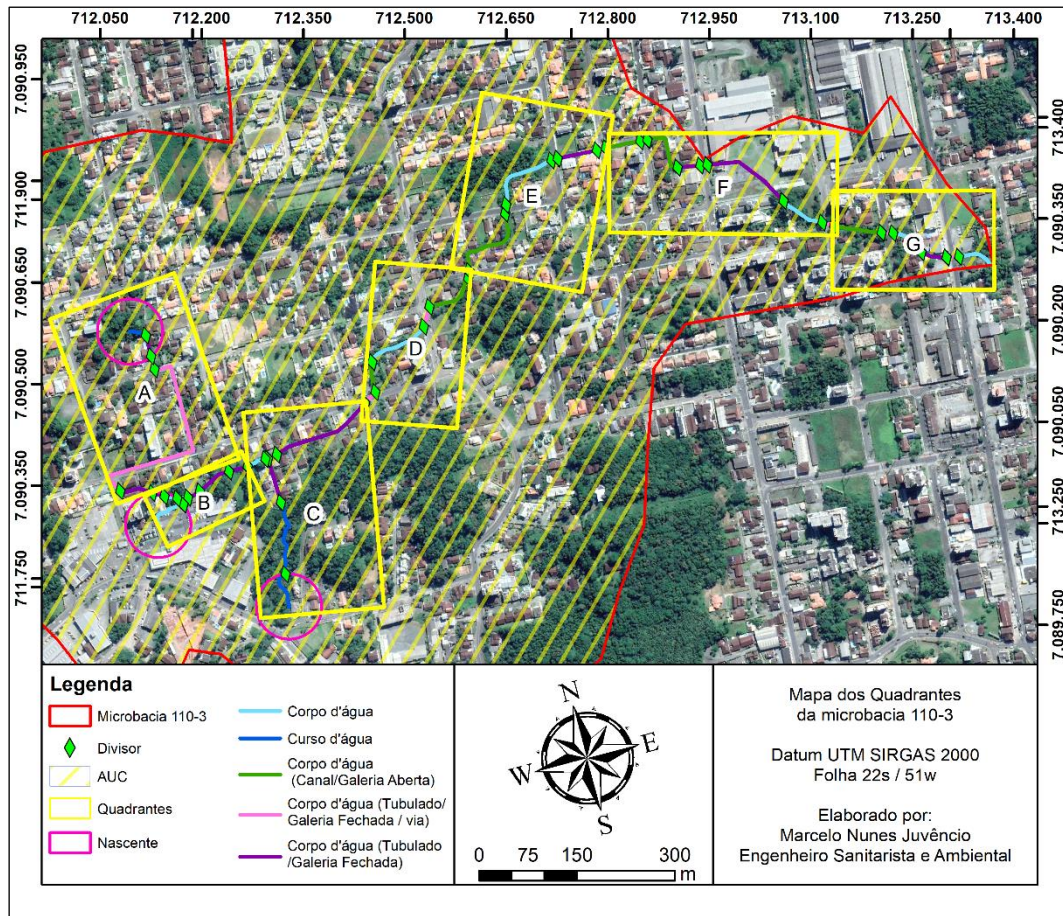 712.050 712.200 712.350 712.500 712.650 712.800 712.950 713.100 713.250 713.400
7.090.950
711.900
7.090.650
7.090.500
7.090.350
711.750
713.400
7.090.350
7.090.200
7.090.050
713.250
7.089.750
A
B
C
D
E
F
G
Legenda
Microbacia 110-3
Divisor
AUC
Quadrantes
Nascente
Corpo d'água
Curso d'água
Corpo d'água
(Canal/Galeria Aberta)
Corpo d'água (Tubulado/
Galeria Fechada / via)
Corpo d'água (Tubulado
/Galeria Fechada)
N
E
W
S
0 75 150 300
m
Mapa dos Quadrantes
da microbacia 110-3
Datum UTM SIRGAS 2000
Folha 22s / 51w
Elaborado por:
Marcelo Nunes Juvêncio
Engenheiro Sanitarista e Ambiental